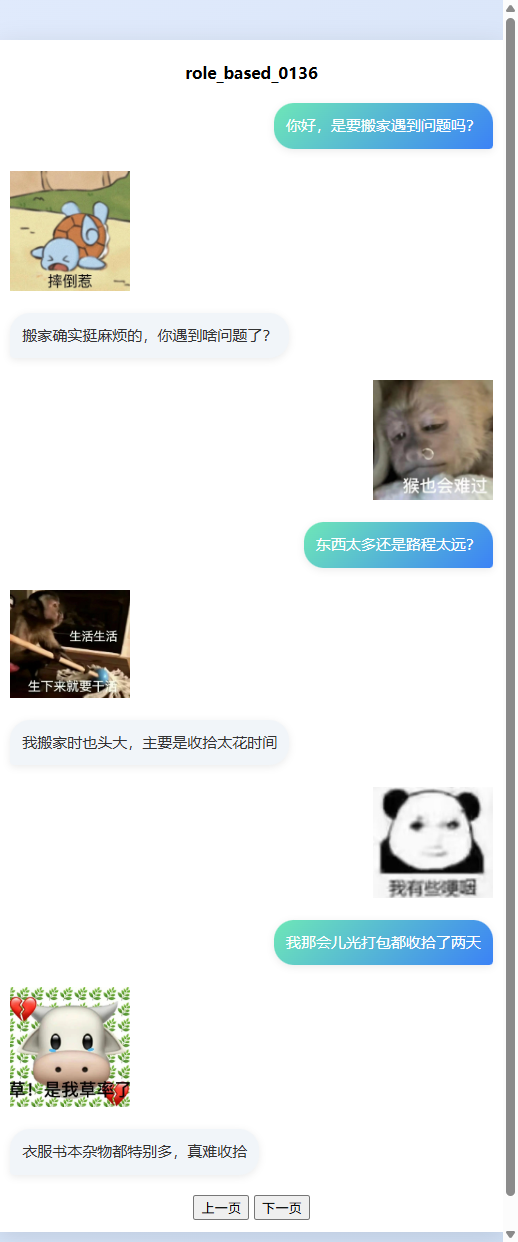 role_based_0136
你好，是要搬家遇到问题吗？
摔倒惹
搬家确实挺麻烦的，你遇到啥问题了？
猴也会难过
东西太多还是路程太远？
生活生活
生下来就要干活
我搬家时也头大，主要是收拾太花时间
我有些哽咽
我那会儿光打包都收拾了两天
草！是我草率了
衣服书本杂物都特别多，真难收拾
上一页 下一页